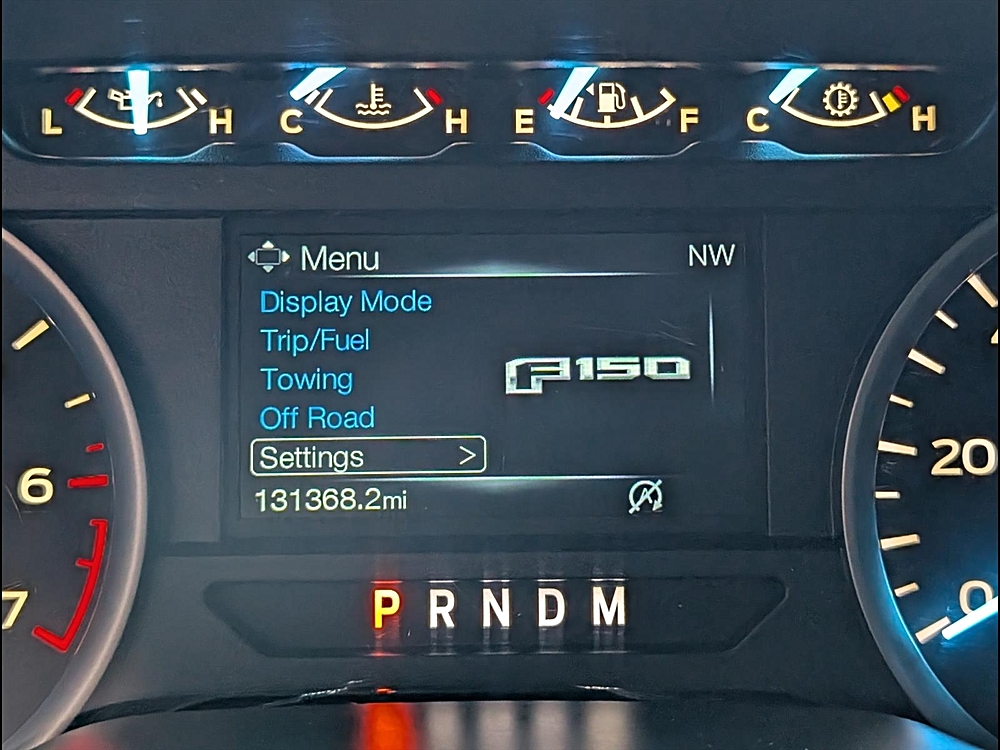 L H C H E F C H
Menu NW
Display Mode
Trip/Fuel
Towing
F150
Off Road
Settings >
131368.2mi
A
6
7
20
0
P R N D M